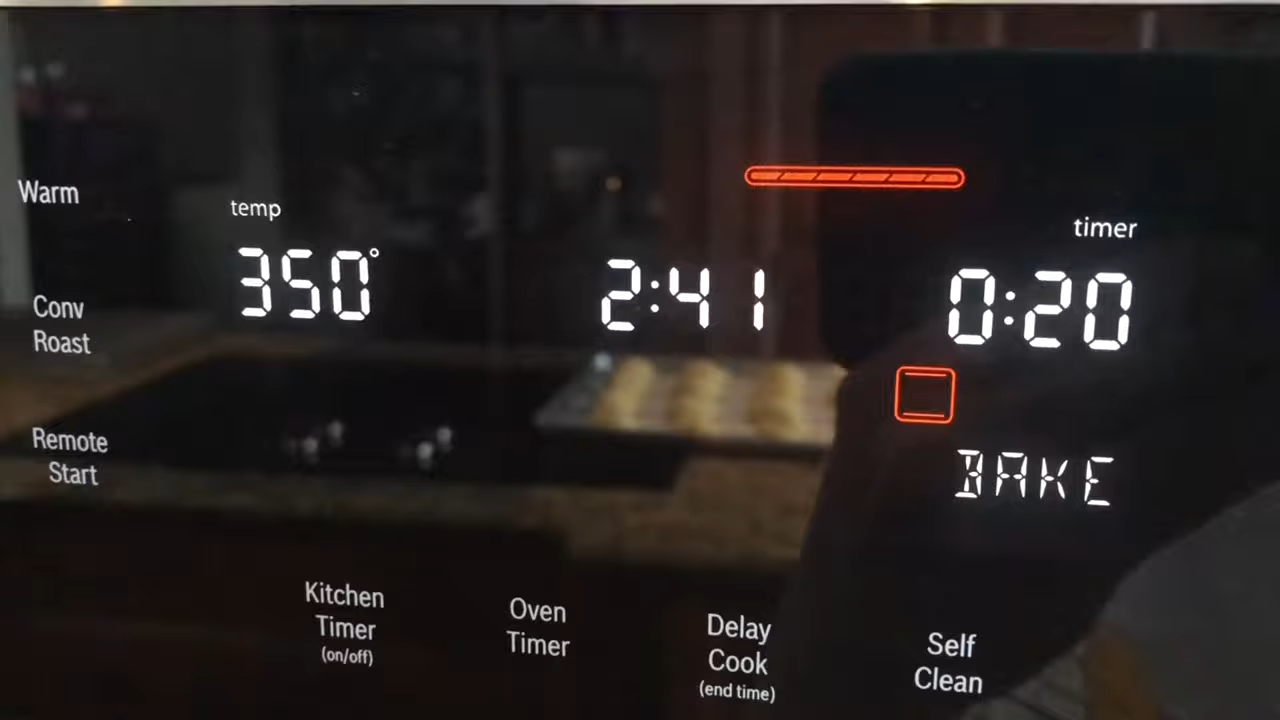 Warm
temp
timer
350°
2:41
0:20
Conv
Roast
Remote
Start
BAKE
Kitchen
Timer
(on/off)
Oven
Timer
Delay
Cook
(end time)
Self
Clean